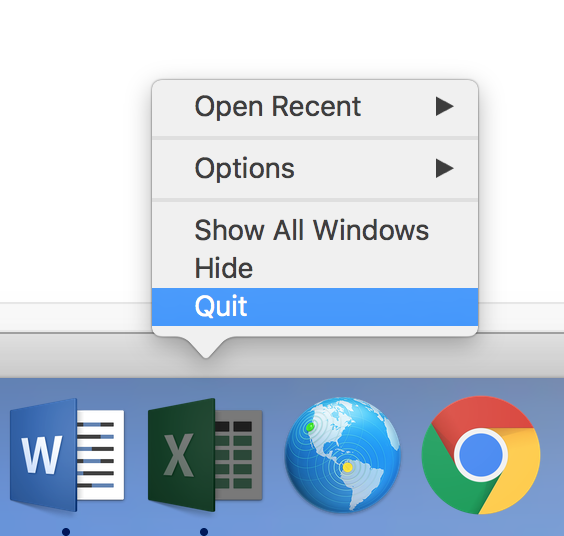 Open Recent
Options
Show All Windows
Hide
Quit
W
X